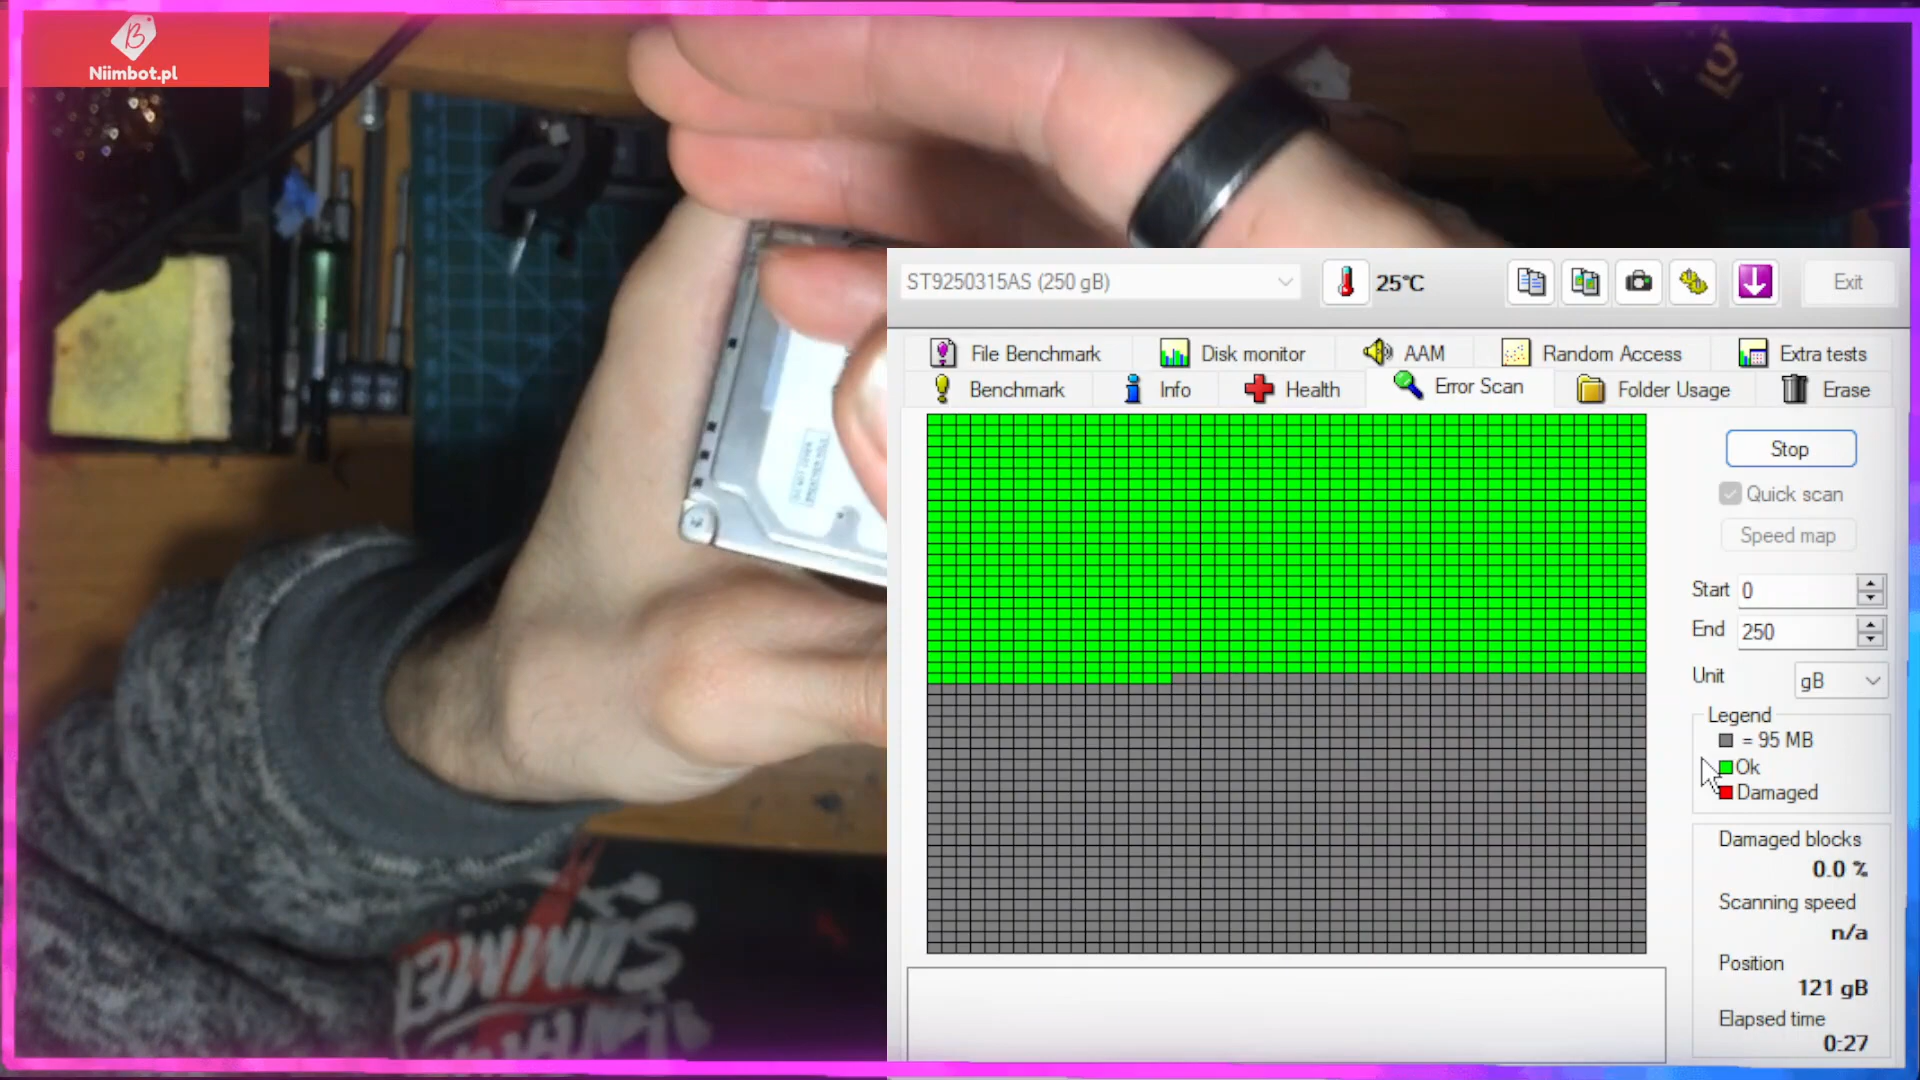 Niimbot.pl
ST9250315AS (250 gB)
25°C
Exit
File Benchmark
Disk monitor
AAM
Random Access
Extra tests
Benchmark
Info
Health
Error Scan
Folder Usage
Erase
Stop
Quick scan
Speed map
Start 0
End 250
Unit gB
Legend
= 95 MB
Ok
Damaged
Damaged blocks
0.0 %
Scanning speed
n/a
Position
121 gB
Elapsed time
0:27